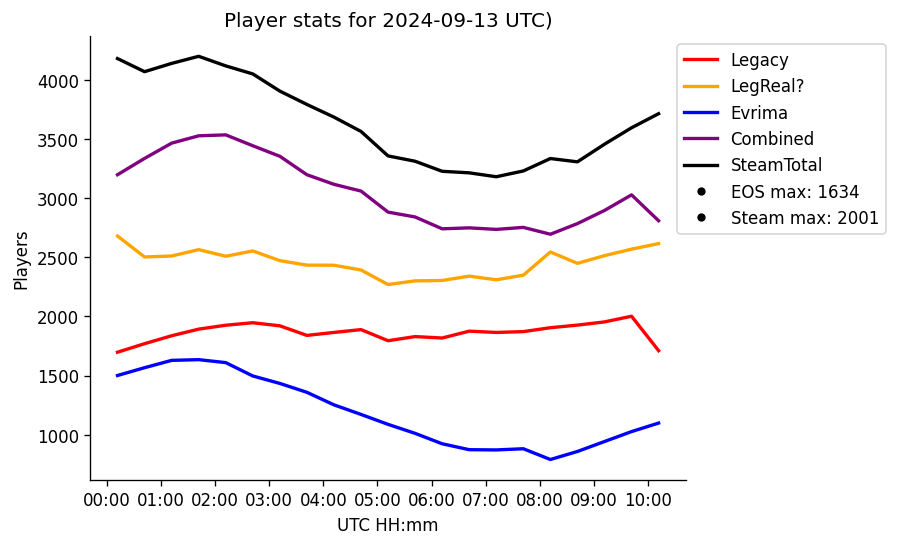 Player stats for 2024-09-13 UTC)
Players
4000
3500
3000
2500
2000
1500
1000
00:00 01:00 02:00 03:00 04:00 05:00 06:00 07:00 08:00 09:00 10:00
UTC HH:mm
Legacy
LegReal?
Evrima
Combined
SteamTotal
EOS max: 1634
Steam max: 2001